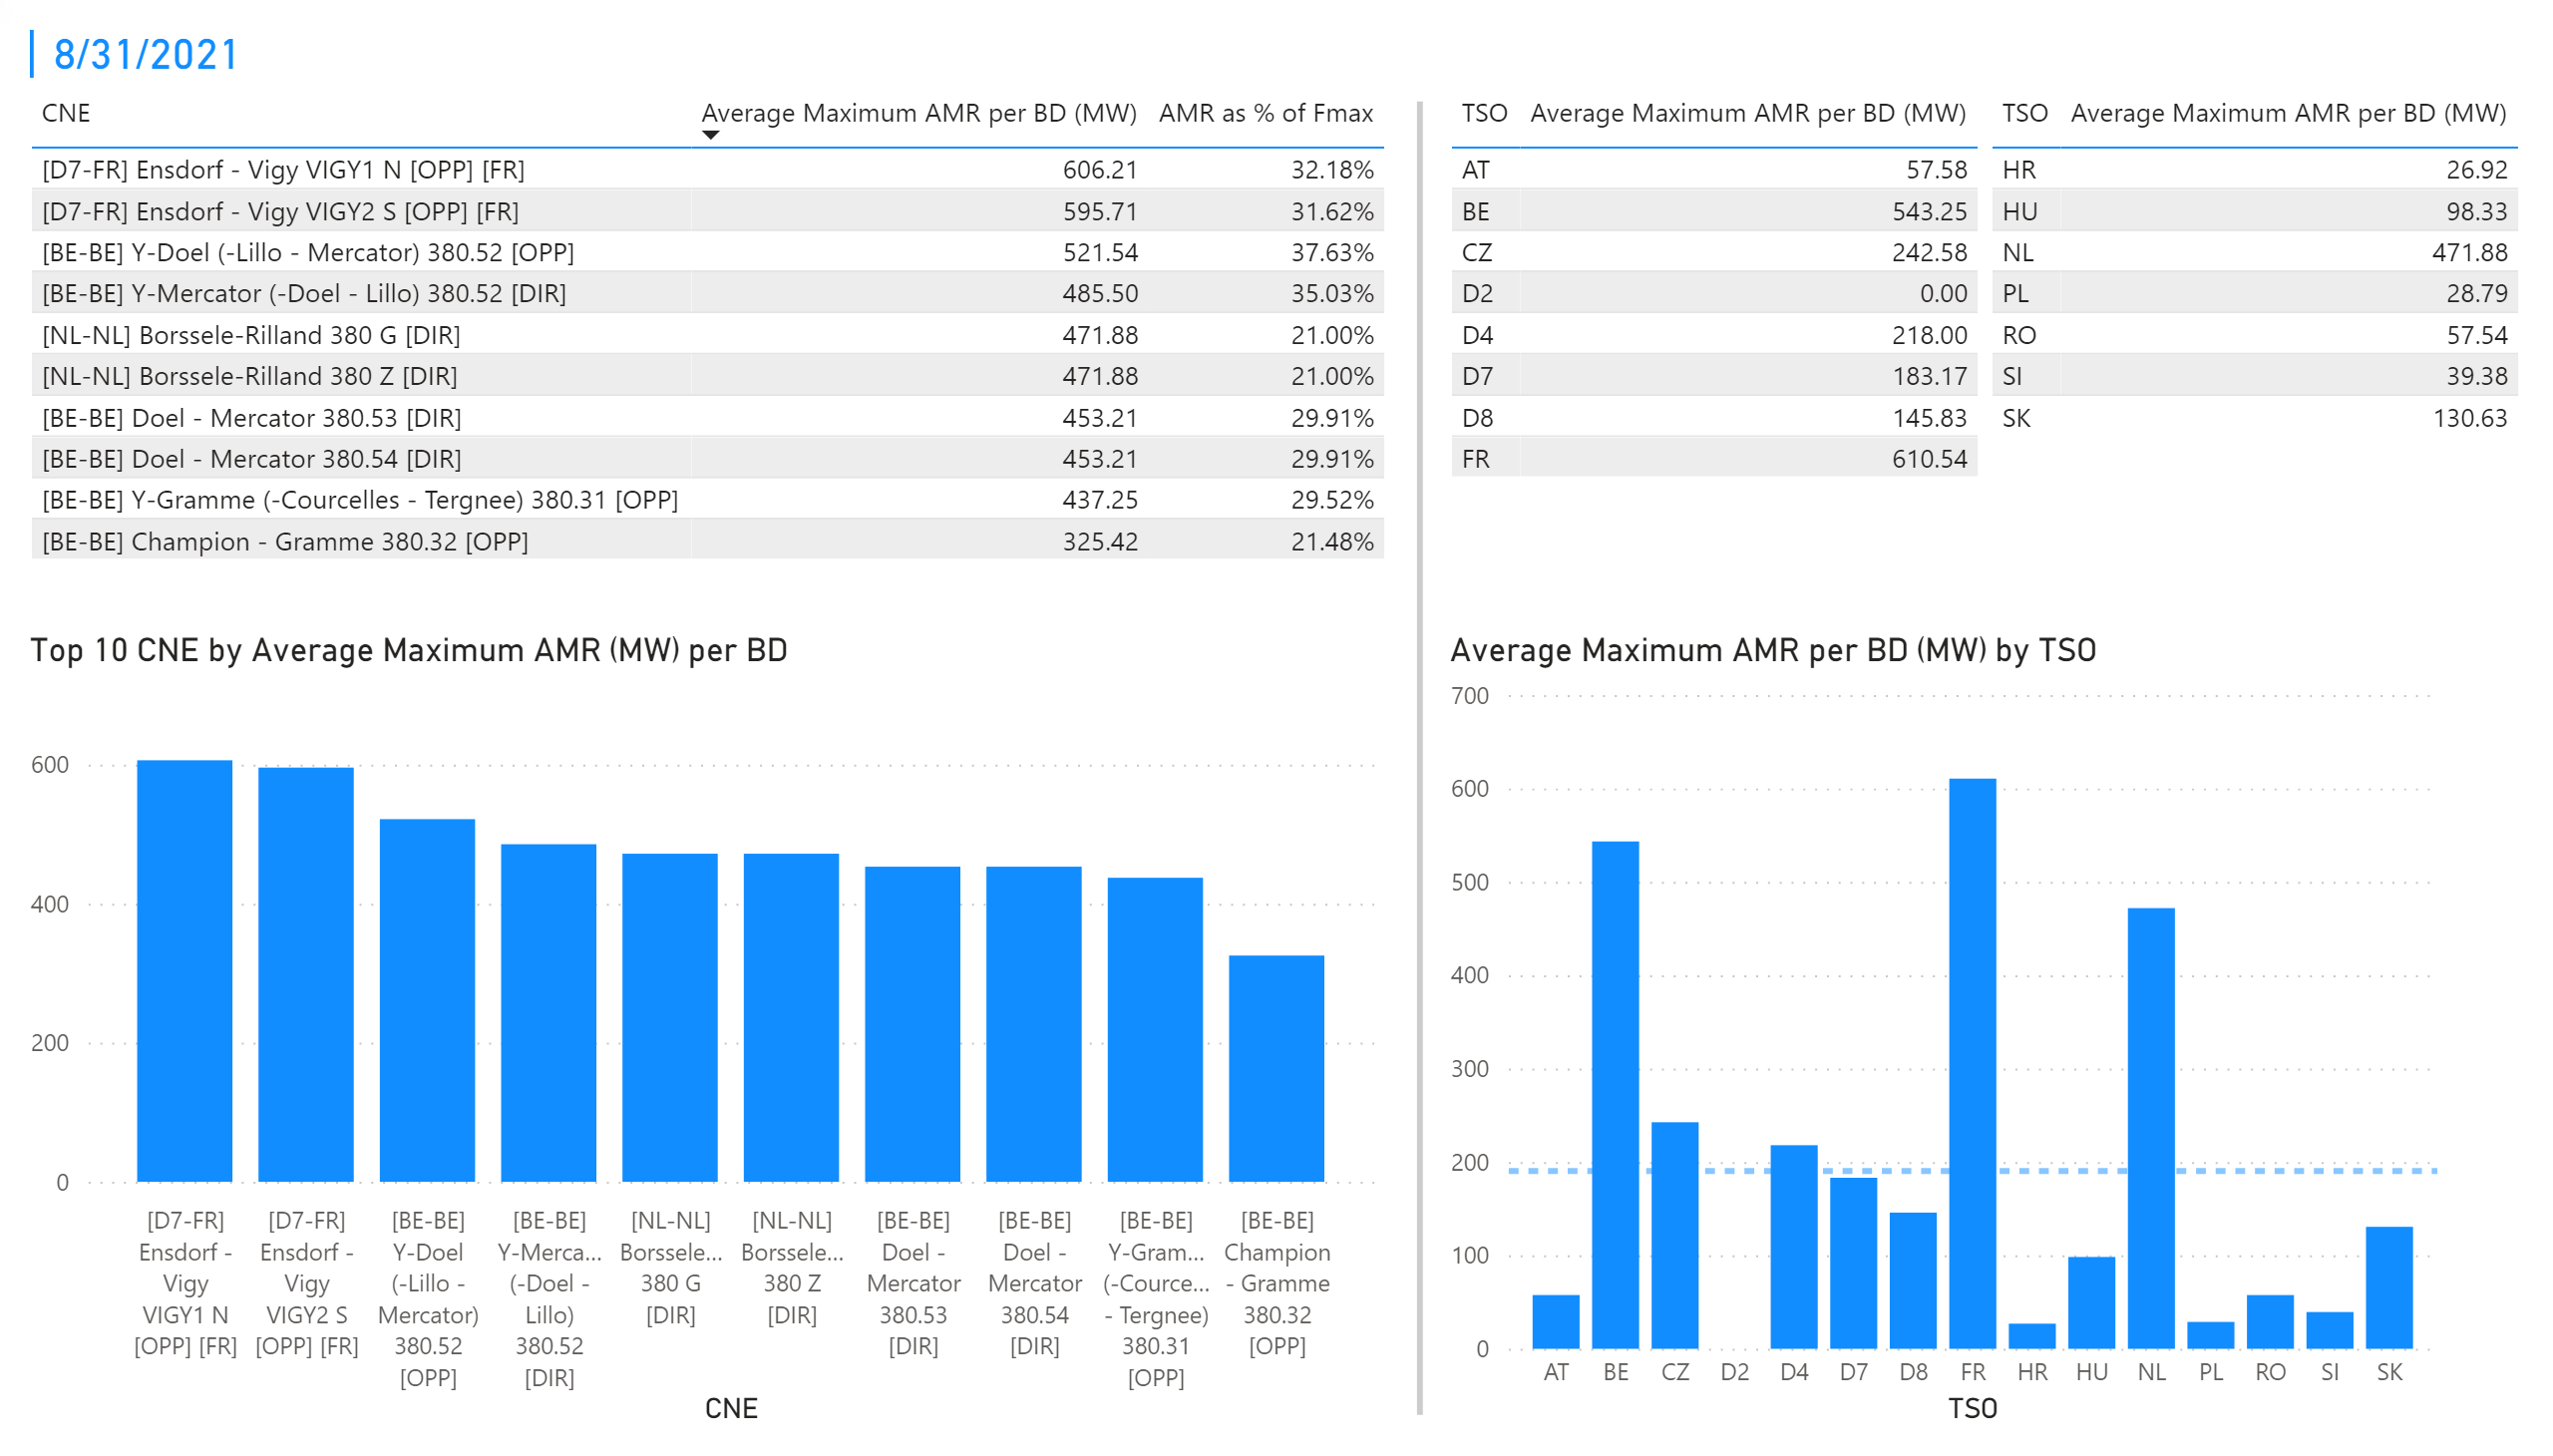 8/31/2021
CNE Average Maximum AMR per BD (MW) AMR as % of Fmax
[D7-FR] Ensdorf - Vigy VIGY1 N [OPP] [FR] 606.21 32.18%
[D7-FR] Ensdorf - Vigy VIGY2 S [OPP] [FR] 595.71 31.62%
[BE-BE] Y-Doel (-Lillo - Mercator) 380.52 [OPP] 521.54 37.63%
[BE-BE] Y-Mercator (-Doel - Lillo) 380.52 [DIR] 485.50 35.03%
[NL-NL] Borssele-Rilland 380 G [DIR] 471.88 21.00%
[NL-NL] Borssele-Rilland 380 Z [DIR] 471.88 21.00%
[BE-BE] Doel - Mercator 380.53 [DIR] 453.21 29.91%
[BE-BE] Doel - Mercator 380.54 [DIR] 453.21 29.91%
[BE-BE] Y-Gramme (-Courcelles - Tergnee) 380.31 [OPP] 437.25 29.52%
[BE-BE] Champion - Gramme 380.32 [OPP] 325.42 21.48%
TSO Average Maximum AMR per BD (MW)
AT 57.58
BE 543.25
CZ 242.58
D2 0.00
D4 218.00
D7 183.17
D8 145.83
FR 610.54
TSO Average Maximum AMR per BD (MW)
HR 26.92
HU 98.33
NL 471.88
PL 28.79
RO 57.54
SI 39.38
SK 130.63
Top 10 CNE by Average Maximum AMR (MW) per BD
600
400
200
0
[D7-FR]
Ensdorf -
Vigy
VIGY1 N
[OPP] [FR]
[D7-FR]
Ensdorf -
Vigy
VIGY2 S
[OPP] [FR]
[BE-BE]
Y-Doel
(-Lillo -
Mercator)
380.52
[OPP]
[BE-BE]
Y-Merca...
(-Doel -
Lillo)
380.52
[DIR]
[NL-NL]
Borssele...
380 G
[DIR]
[NL-NL]
Borssele...
380 Z
[DIR]
[BE-BE]
Doel -
Mercator
380.53
[DIR]
[BE-BE]
Doel -
Mercator
380.54
[DIR]
[BE-BE]
Y-Gram...
(-Ource...
- Tergnee)
380.31
[OPP]
[BE-BE]
Champion
- Gramme
380.32
[OPP]
CNE
Average Maximum AMR per BD (MW) by TSO
700
600
500
400
300
200
100
0
AT BE CZ D2 D4 D7 D8 FR HR HU NL PL RO SI SK
TSO